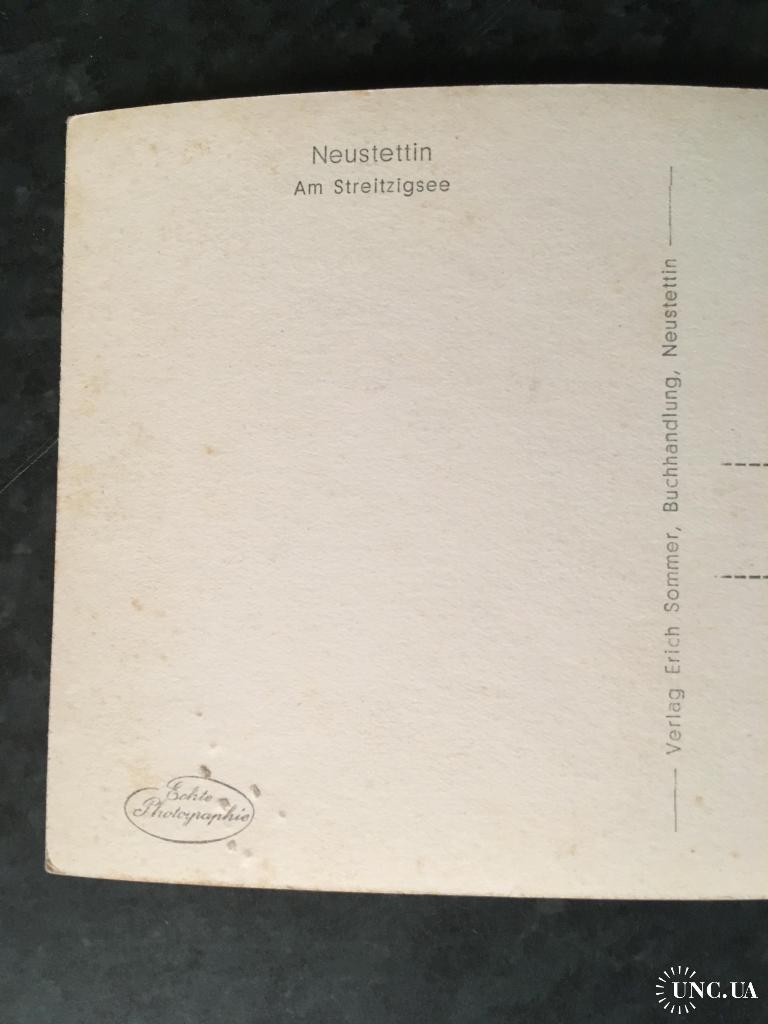 Neustettin
Am Streitzigsee
Verlag Erich Sommer, Buchhandlung, Neustettin
Echte
Photographie
UNC.UA